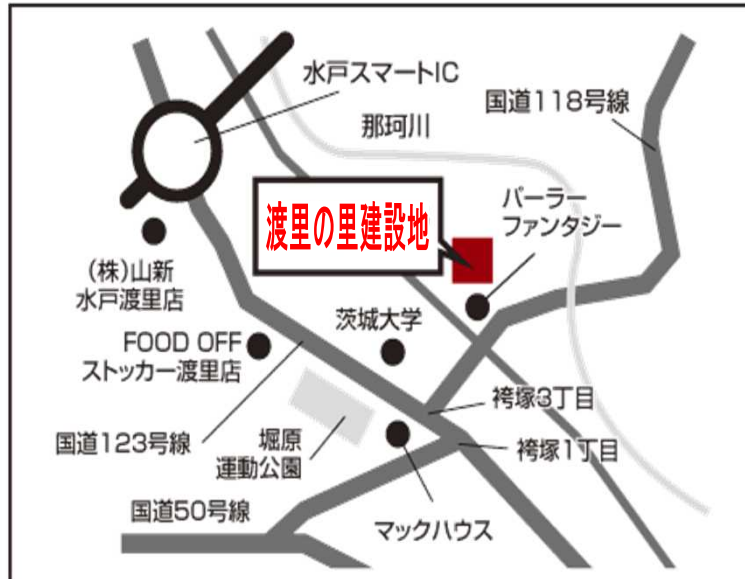 水戸スマートIC
国道118号線
那珂川
渡里の里建設地
パーラー
ファンタジー
(株)山新
水戸渡里店
茨城大学
FOOD OFF
ストッカー渡里店
袴塚3丁目
国道123号線
堀原
運動公園
袴塚1丁目
国道50号線
マックハウス